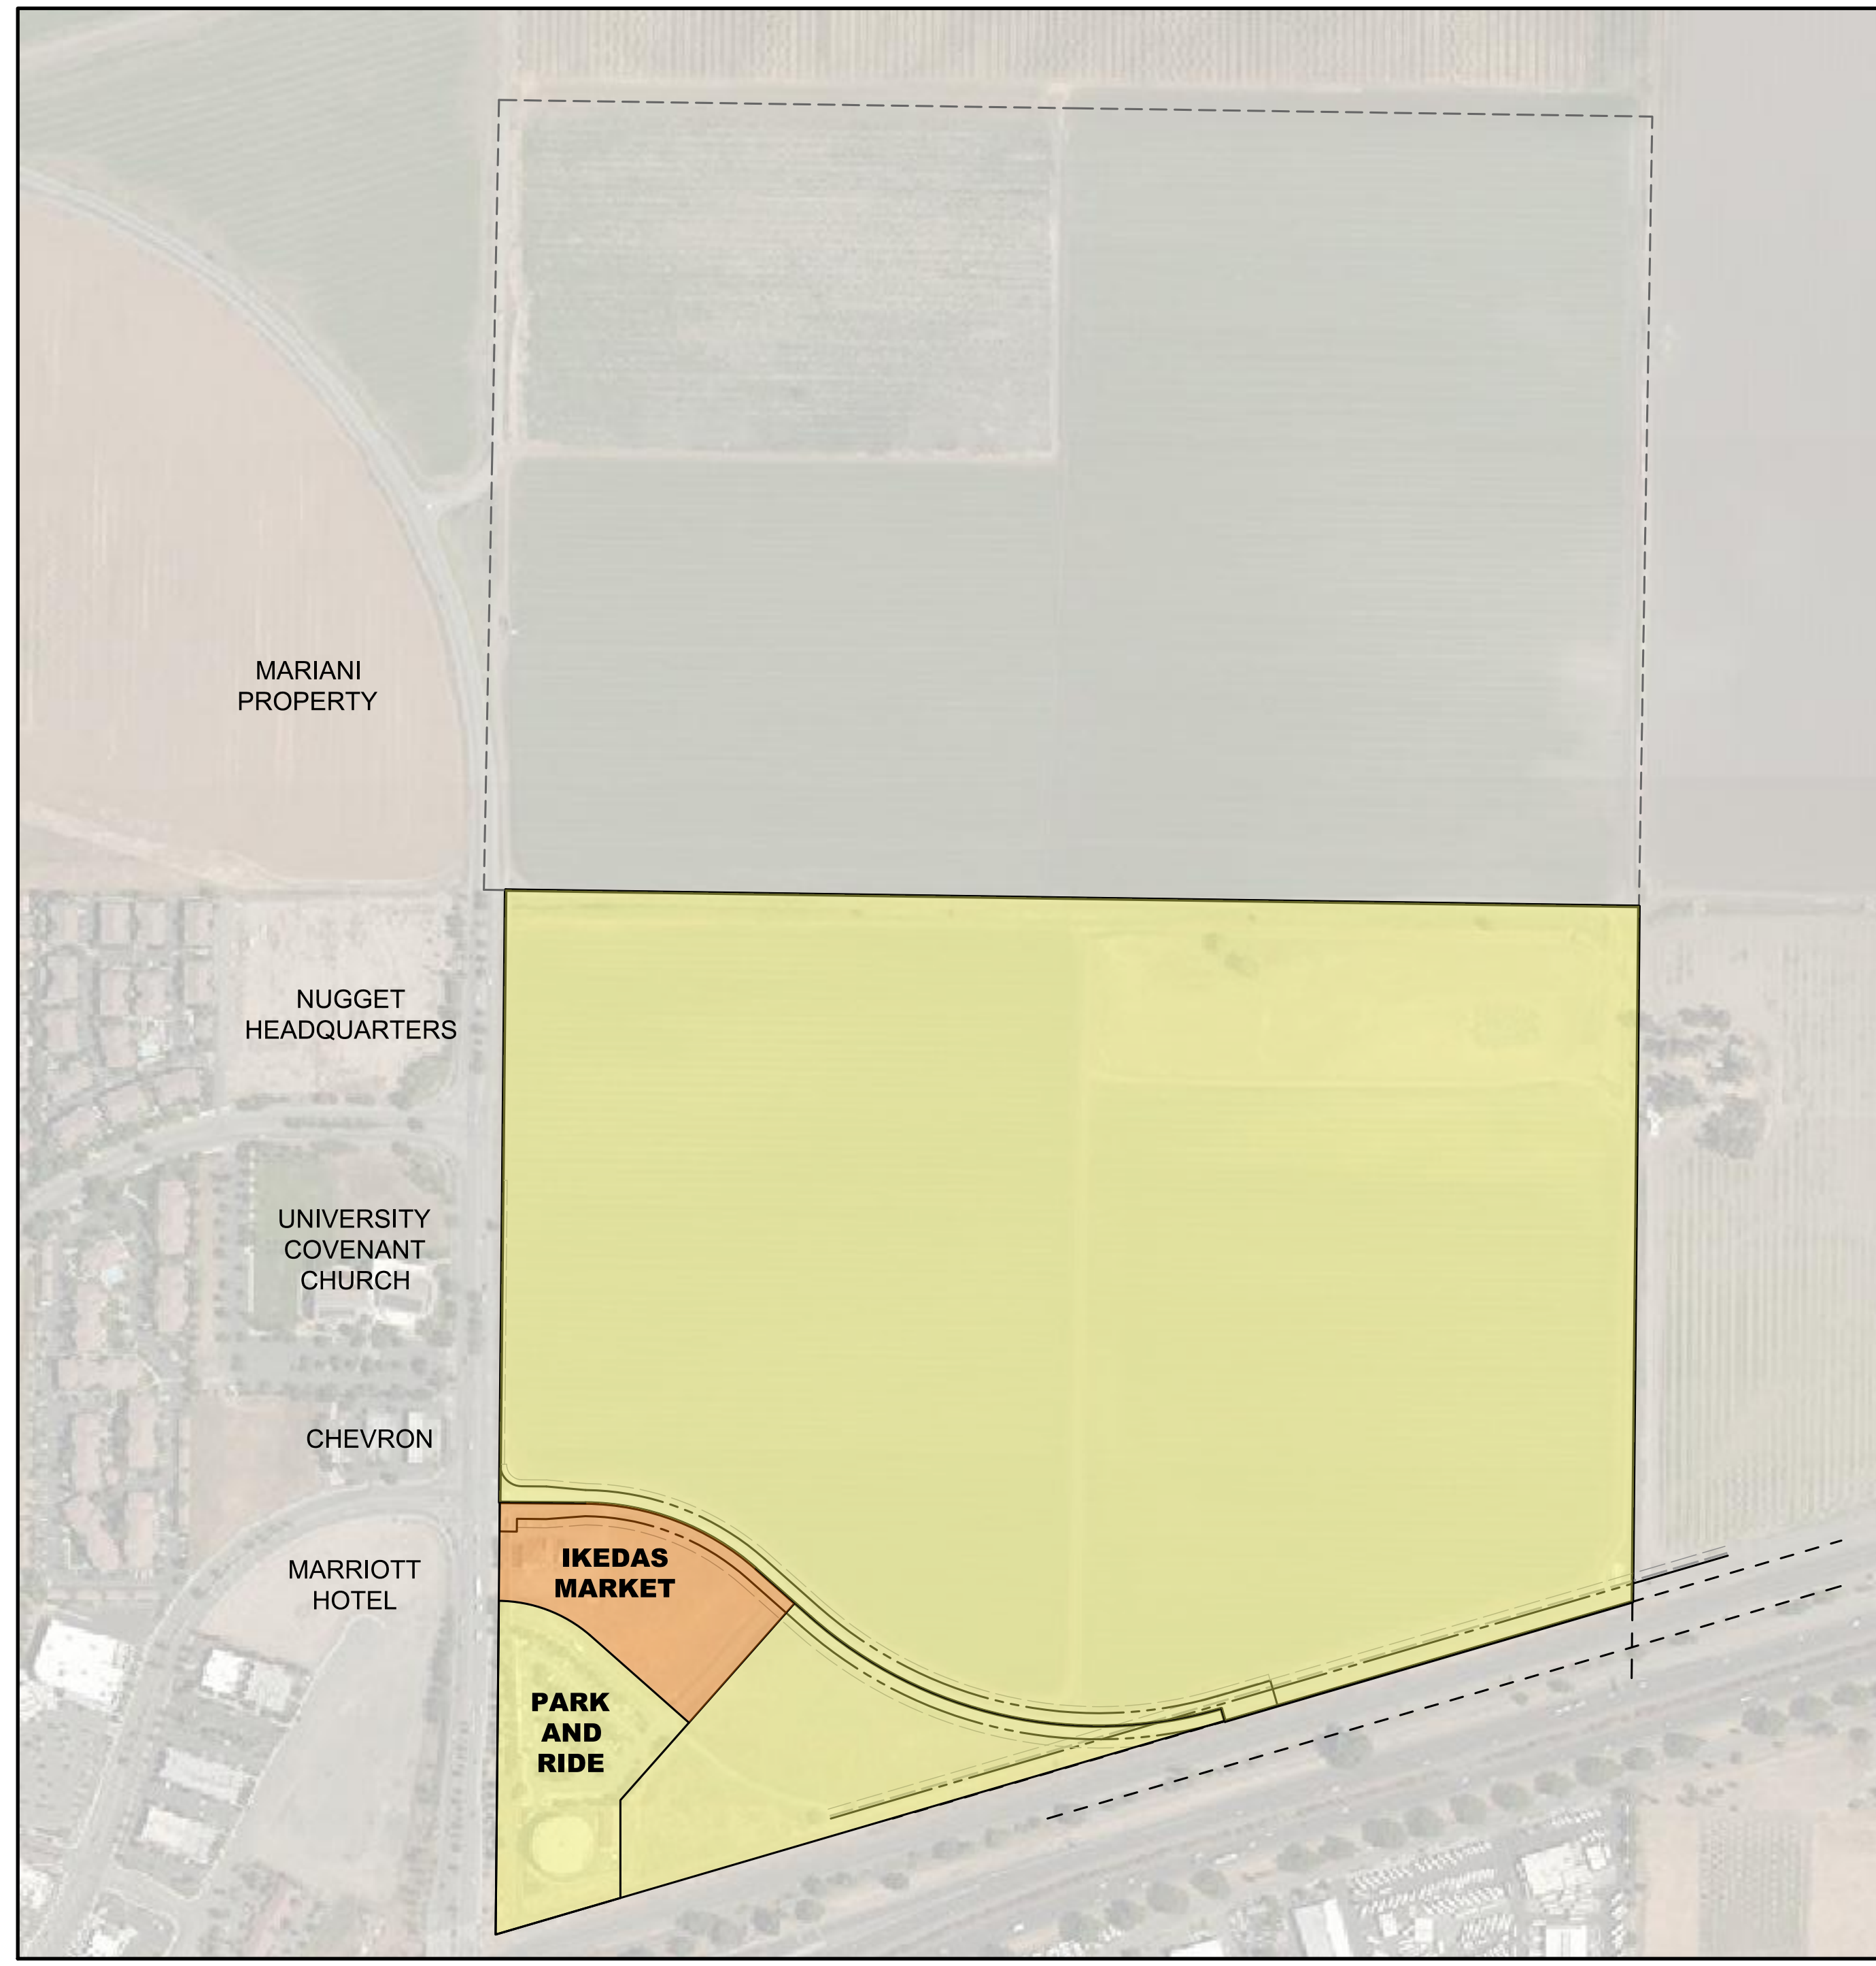 MARIANI
PROPERTY
NUGGET
HEADQUARTERS
UNIVERSITY
COVENANT
CHURCH
CHEVRON
MARRIOTT
HOTEL
IKEDAS
MARKET
PARK
AND
RIDE